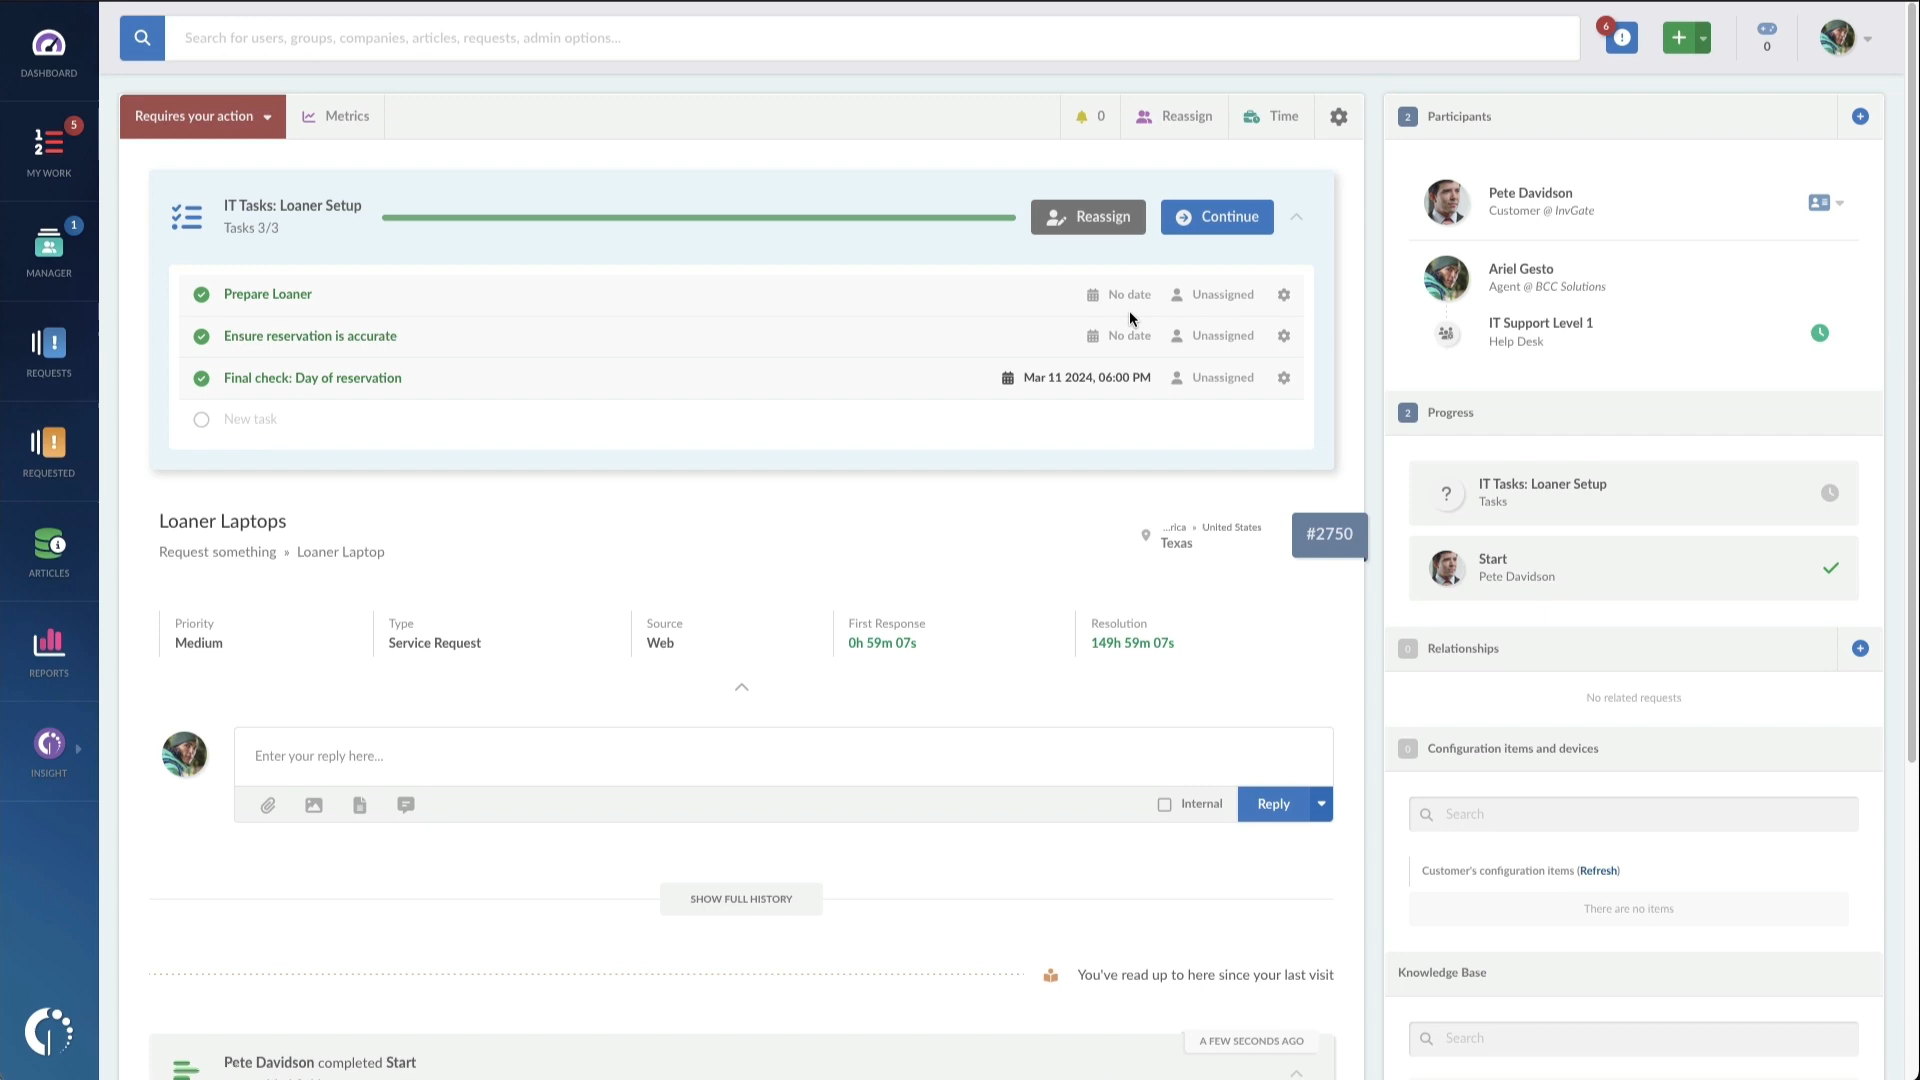 DASHBOARD
5
MY WORK
1
MANAGER
REQUESTS
REQUESTED
ARTICLES
REPORTS
INSIGHT
Search for users, groups, companies, articles, requests, admin options...
6
0
Requires your action
Metrics
0
Reassign
Time
IT Tasks: Loaner Setup
Tasks 3/3
Reassign
Continue
Prepare Loaner
No date
Unassigned
Ensure reservation is accurate
No date
Unassigned
Final check: Day of reservation
Mar 11 2024, 06:00 PM
Unassigned
New task
Loaner Laptops
Request something » Loaner Laptop
...rica » United States
Texas
#2750
Priority
Medium
Type
Service Request
Source
Web
First Response
0h 59m 07s
Resolution
149h 59m 07s
Enter your reply here...
Internal
Reply
SHOW FULL HISTORY
You've read up to here since your last visit
A FEW SECONDS AGO
Pete Davidson completed Start
2
Participants
Pete Davidson
Customer @ InvGate
Ariel Gesto
Agent @ BCC Solutions
IT Support Level 1
Help Desk
2
Progress
IT Tasks: Loaner Setup
Tasks
Start
Pete Davidson
0
Relationships
No related requests
0
Configuration items and devices
Search
Customer's configuration items (Refresh)
There are no items
Knowledge Base
Search